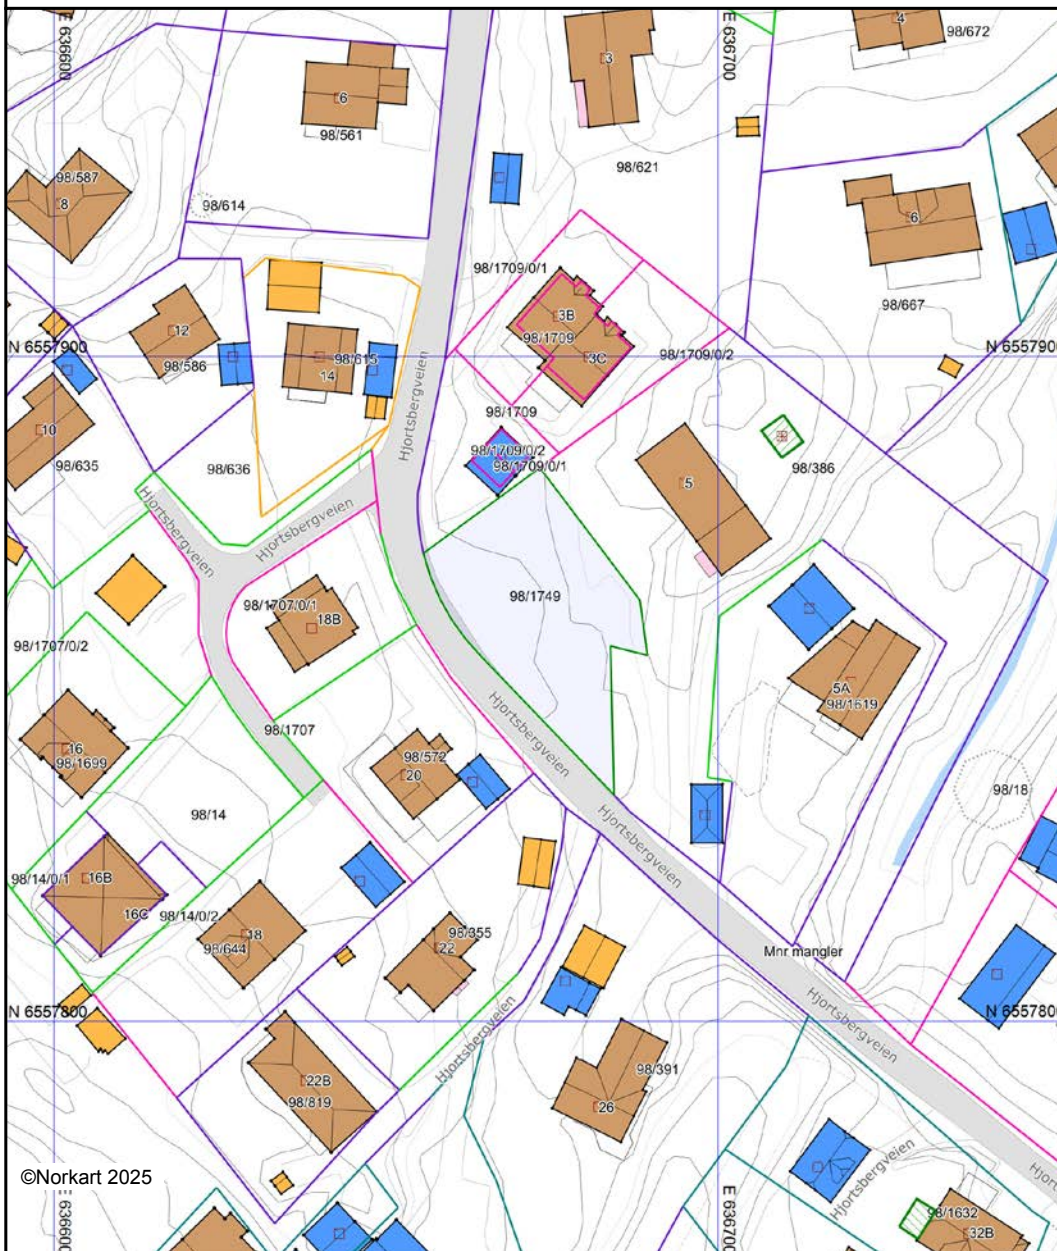 E 636600
E 636700
4
98/672
3
6
98/561
98/621
98/587
8
98/614
6
98/1709/0/1
98/667
3B
12
98/1709
N 6557900
98/615
3C
98/1709/0/2
N 6557900
98/586
14
Hjortsbergveien
98/1709
10
98/1709/0/2
98/635
98/636
98/1709/0/1
98/386
5
Hjortsbergveien
Hjortsbergveien
98/1749
98/1707/0/1
18B
98/1707/0/2
5A
98/1619
98/1707
Hjortsbergveien
16
98/1699
98/572
20
98/18
98/14
Hjortsbergveien
98/14/0/1
16B
16C
98/14/0/2
98/355
18
98/644
22
Mnr mangler
N 6557800
Hjortsbergveien
N 6557800
Hjortsbergveien
98/391
22B
98/819
26
©Norkart 2025
Hjortsbergveien
Hjort
E 636600
E 636700
98/1632
32B